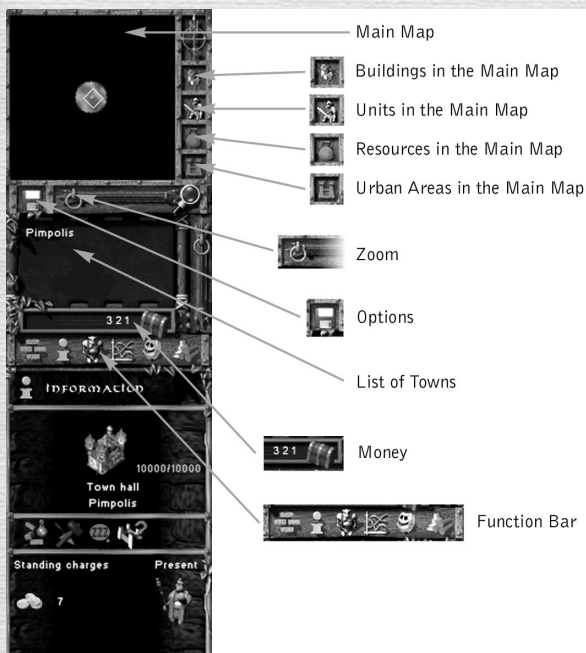 Main Map
Buildings in the Main Map
Units in the Main Map
Resources in the Main Map
Urban Areas in the Main Map
Pimpolis
Zoom
Options
321
List of Towns
INFORMATION
321
Money
10000/10000
Town hall
Pimpolis
Function Bar
Standing charges
Present
7